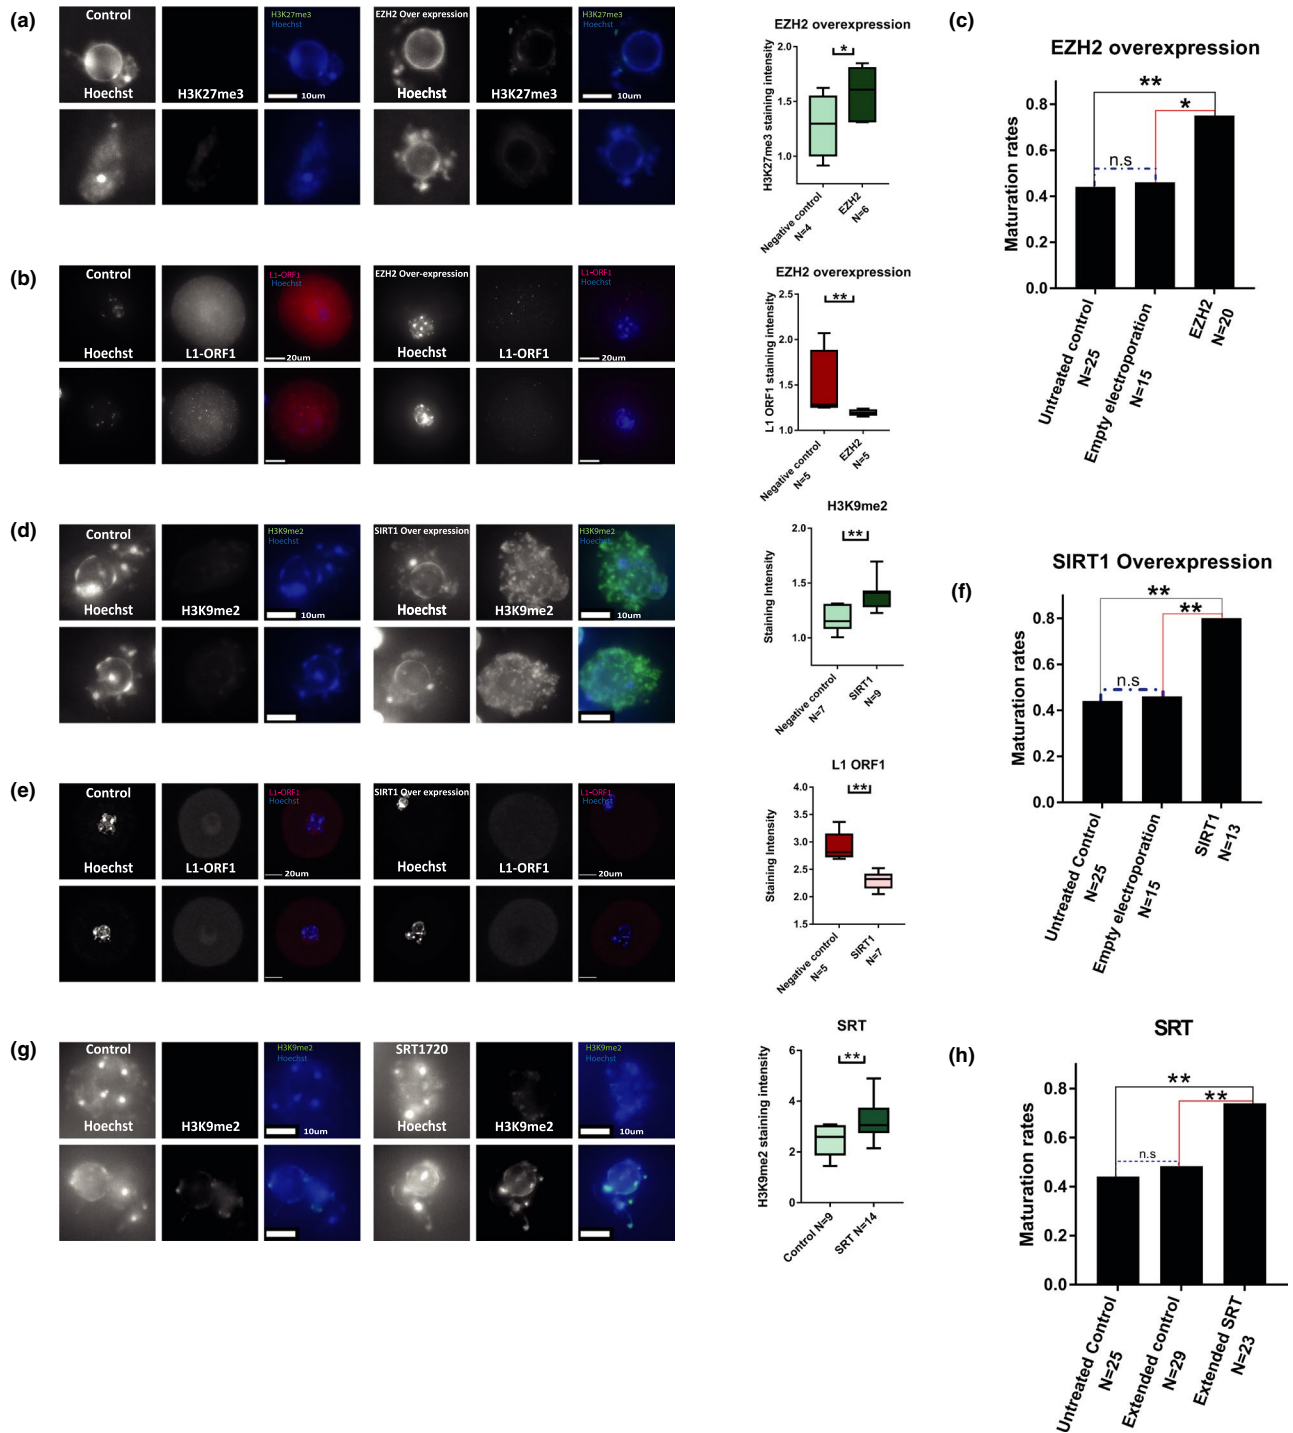 (a)
Control
Hoechst
H3K27me3
H3K27me3
Hoechst
10um
EZH2 Over expression
Hoechst
H3K27me3
H3K27me3
Hoechst
10um
EZH2 overexpression
H3K27me3 staining intensity
2.0
1.5
1.0
*
Negative control
N=4
EZH2
N=6
(c)
EZH2 overexpression
Maturation rates
0.8
0.6
0.4
0.2
0.0
**
*
n.s
Untreated control
N=25
Empty electroporation
N=15
EZH2
N=20
(b)
Control
Hoechst
L1-ORF1
L1-ORF1
Hoechst
20um
EZH2 Over-expression
Hoechst
L1-ORF1
L1-ORF1
Hoechst
20um
EZH2 overexpression
L1 ORF1 staining intensity
2.5
2.0
1.5
1.0
**
Negative control
N=5
EZH2
N=5
(d)
Control
Hoechst
H3K9me2
H3K9me2
Hoechst
10um
SIRT1 Over expression
Hoechst
H3K9me2
H3K9me2
Hoechst
10um
H3K9me2
Staining Intensity
2.0
1.5
1.0
**
Negative control
N=7
SIRT1
N=9
(f)
SIRT1 Overexpression
Maturation rates
0.8
0.6
0.4
0.2
0.0
**
**
n.s
Untreated Control
N=25
Empty electroporation
N=15
SIRT1
N=13
(e)
Control
Hoechst
L1-ORF1
L1-ORF1
Hoechst
20um
SIRT1 Over expression
Hoechst
L1-ORF1
L1-ORF1
Hoechst
20um
L1 ORF1
Staining Intensity
4.0
3.5
3.0
2.5
2.0
1.5
**
Negative control
N=5
SIRT1
N=7
(g)
Control
Hoechst
H3K9me2
H3K9me2
Hoechst
10um
SRT1720
Hoechst
H3K9me2
H3K9me2
Hoechst
10um
SRT
H3K9me2 staining intensity
6
4
2
0
**
Control N=9
SRT N=14
(h)
SRT
Maturation rates
0.8
0.6
0.4
0.2
0.0
**
**
n.s
Untreated Control
N=25
Extended control
N=29
Extended SRT
N=23